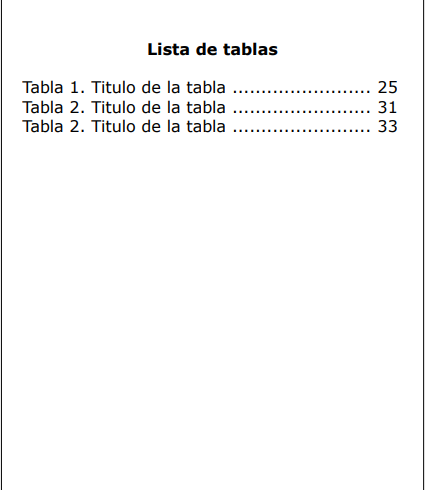 Lista de tablas
Tabla 1. Titulo de la tabla ........................ 25
Tabla 2. Titulo de la tabla ........................ 31
Tabla 2. Titulo de la tabla ........................ 33